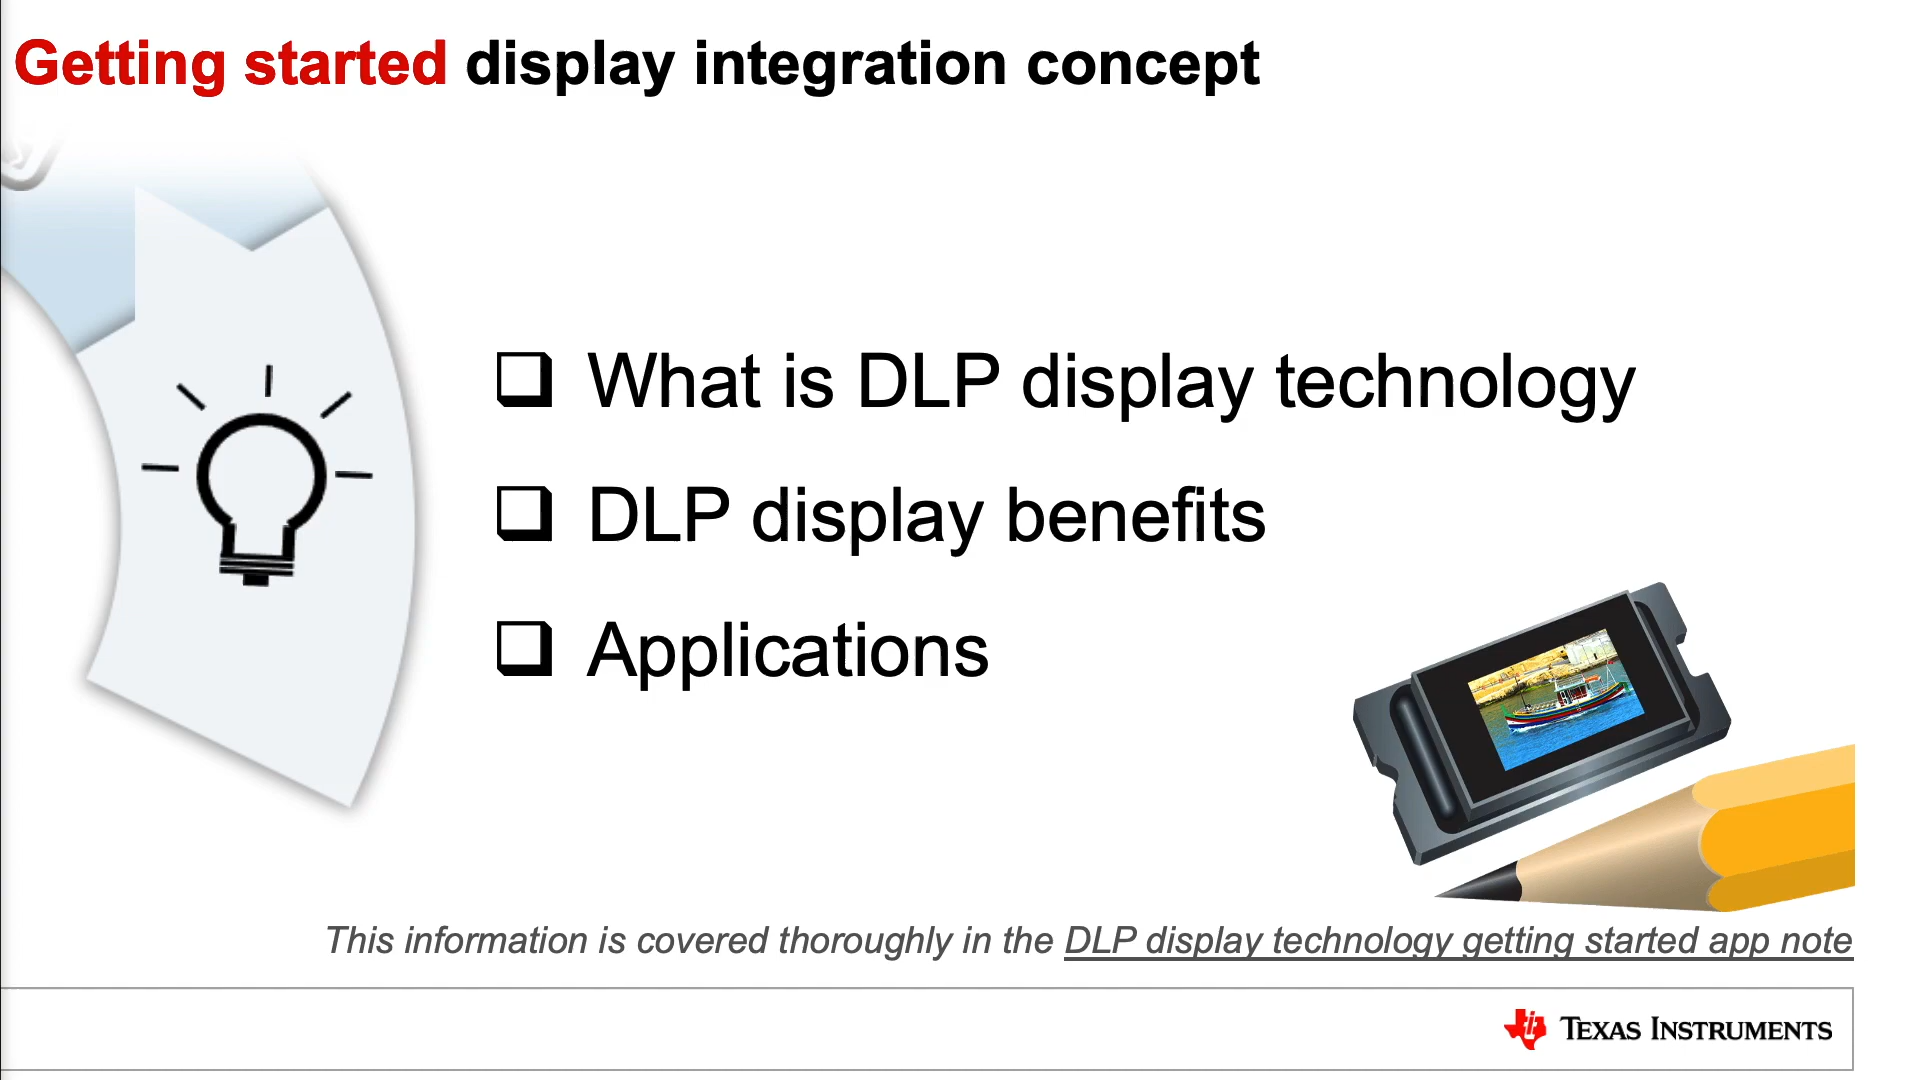 Getting started display integration concept
What is DLP display technology
DLP display benefits
Applications
This information is covered thoroughly in the DLP display technology getting started app note
TEXAS INSTRUMENTS